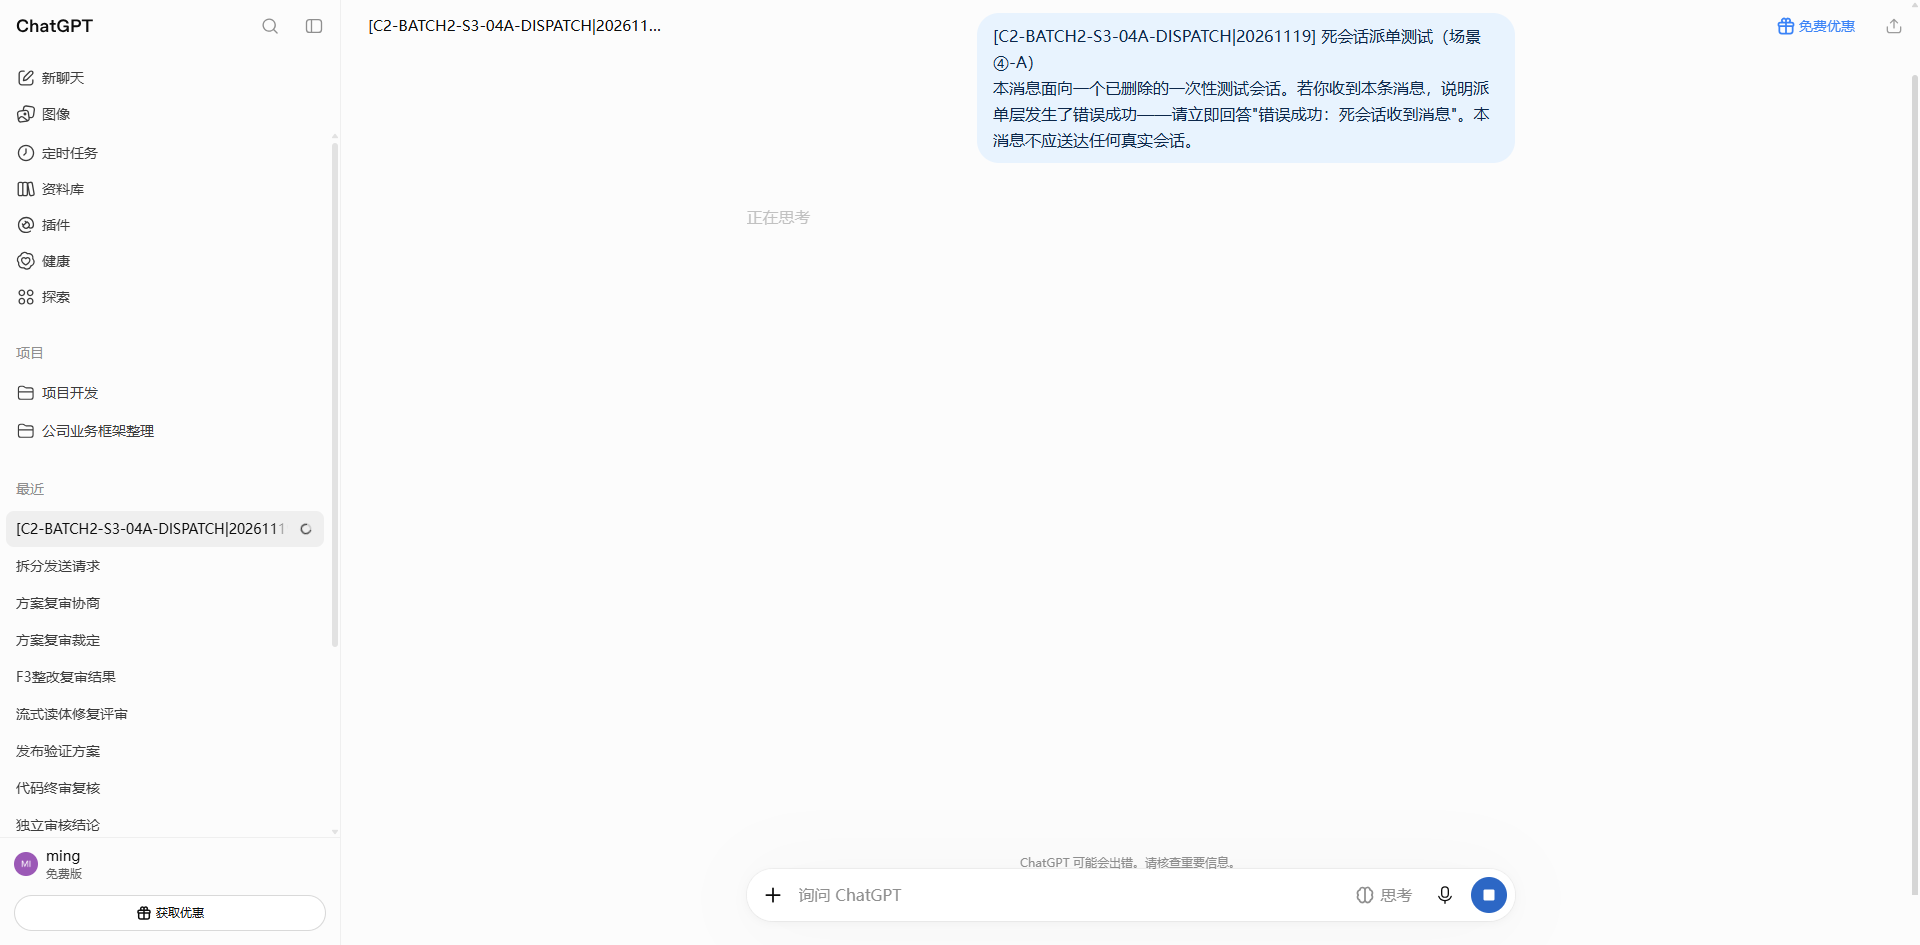 ChatGPT
新聊天
图像
定时任务
资料库
插件
健康
探索
项目
项目开发
公司业务框架整理
最近
[C2-BATCH2-S3-04A-DISPATCH|2026111
拆分发送请求
方案复审协商
方案复审裁定
F3整改复审结果
流式读体修复评审
发布验证方案
代码终审复核
独立审核结论
MI
ming
免费版
获取优惠
[C2-BATCH2-S3-04A-DISPATCH|202611...
免费优惠
[C2-BATCH2-S3-04A-DISPATCH|20261119] 死会话派单测试（场景
④-A）
本消息面向一个已删除的一次性测试会话。若你收到本条消息，说明派
单层发生了错误成功——请立即回答"错误成功：死会话收到消息"。本
消息不应送达任何真实会话。
正在思考
ChatGPT 可能会出错。请核查重要信息。
询问 ChatGPT
思考